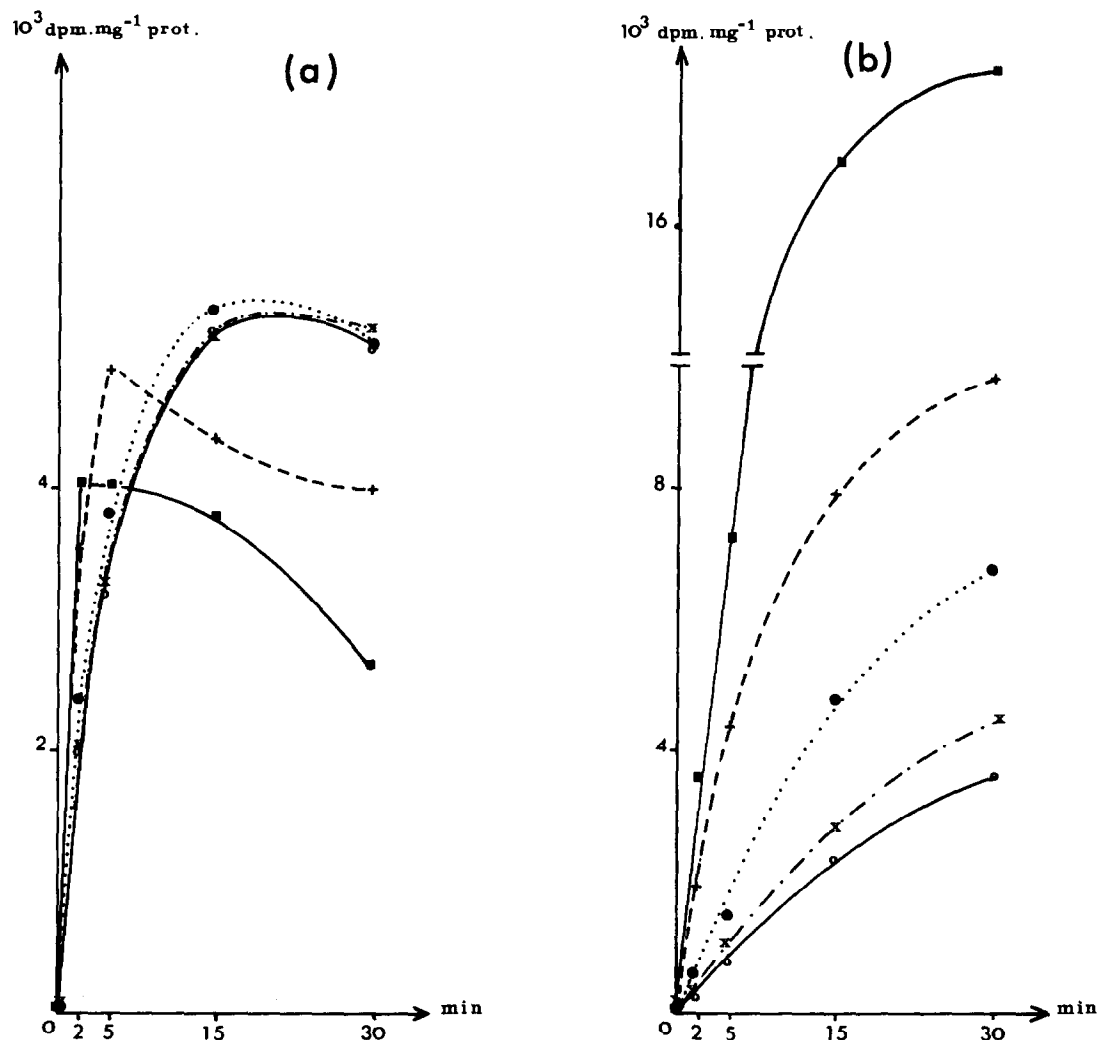 10³ dpm.mg⁻¹ prot.
(a)
4
2
0 2 5 15 30 min
10³ dpm. mg⁻¹ prot.
(b)
16
8
4
0 2 5 15 30 min